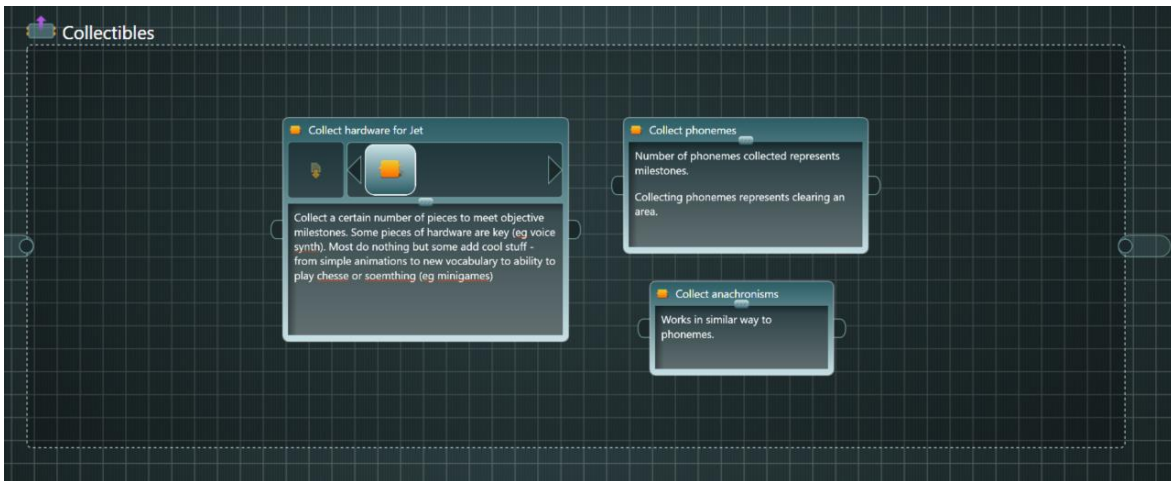 Collectibles
Collect hardware for Jet
Collect a certain number of pieces to meet objective
milestones. Some pieces of hardware are key (eg voice
synth). Most do nothing but some add cool stuff -
from simple animations to new vocabulary to ability to
play chesse or soemthing (eg minigames)
Collect phonemes
Number of phonemes collected represents
milestones.
Collecting phonemes represents clearing an
area.
Collect anachronisms
Works in similar way to
phonemes.